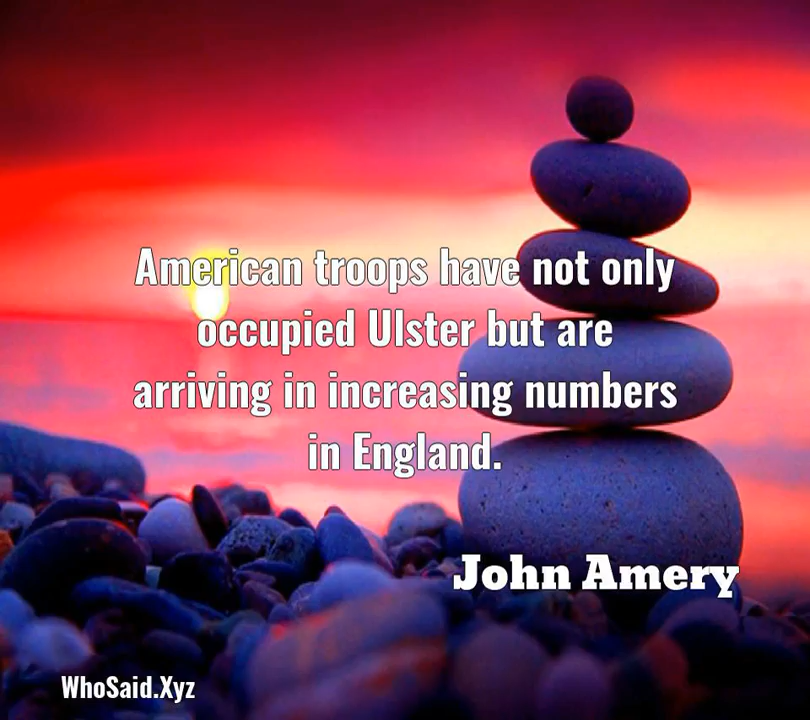 American troops have not only
occupied Ulster but are
arriving in increasing numbers
in England.
John Amery
WhoSaid.Xyz